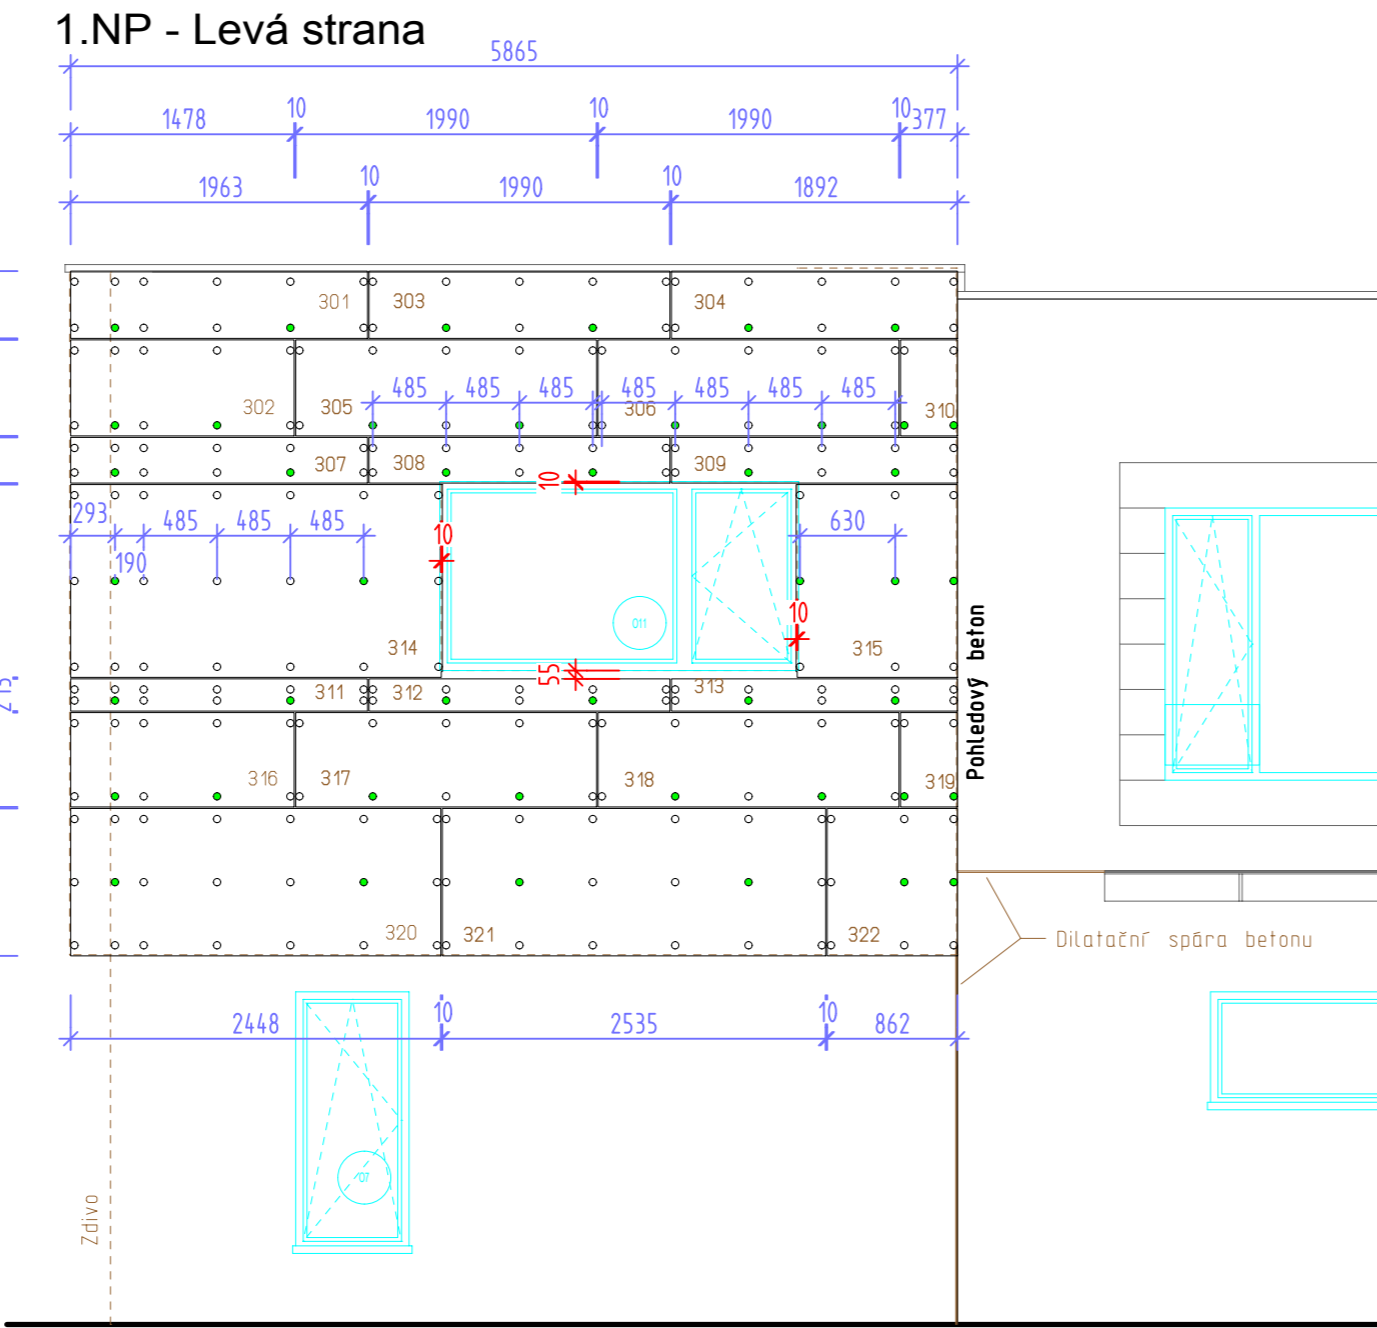 1.NP - Levá strana
5865
1478 10 1990 10 1990 10 377
1963 10 1990 10 1892
301 303 304
485 485 485 485 485 485 485
302 305 306 310
307 308 309
10
293 485 485 485 630
190
10
10
011
314 315
55
311 312 313
215
316 317 318 319
320 321 322
Pohledový beton
Dilatační spára betonu
2448 10 2535 10 862
07
Zdivo